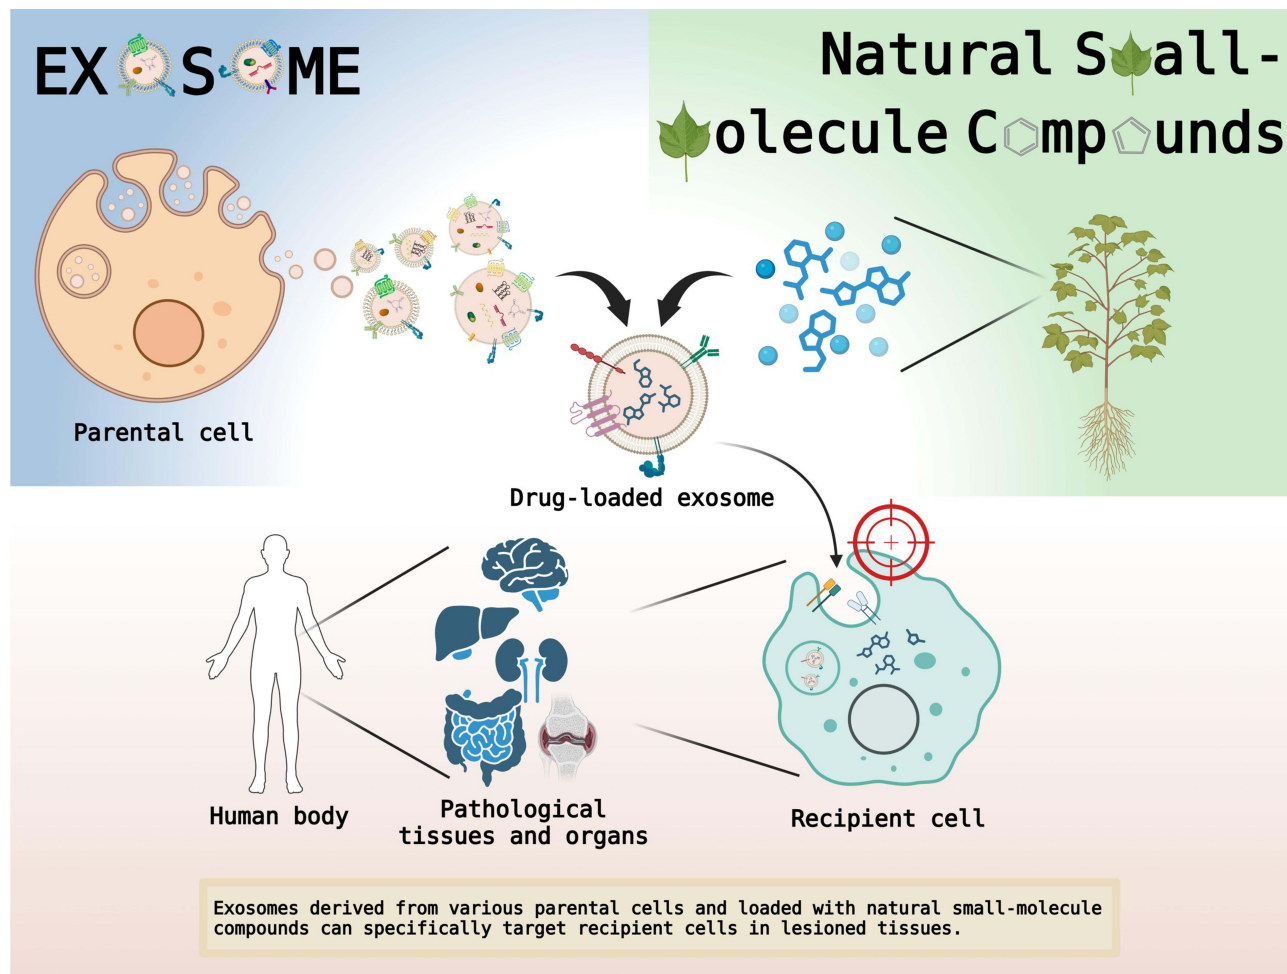 EXOSOME
Natural Small-
Molecule Compounds
Parental cell
Drug-loaded exosome
Human body
Pathological
tissues and organs
Recipient cell
Exosomes derived from various parental cells and loaded with natural small-molecule
compounds can specifically target recipient cells in lesioned tissues.